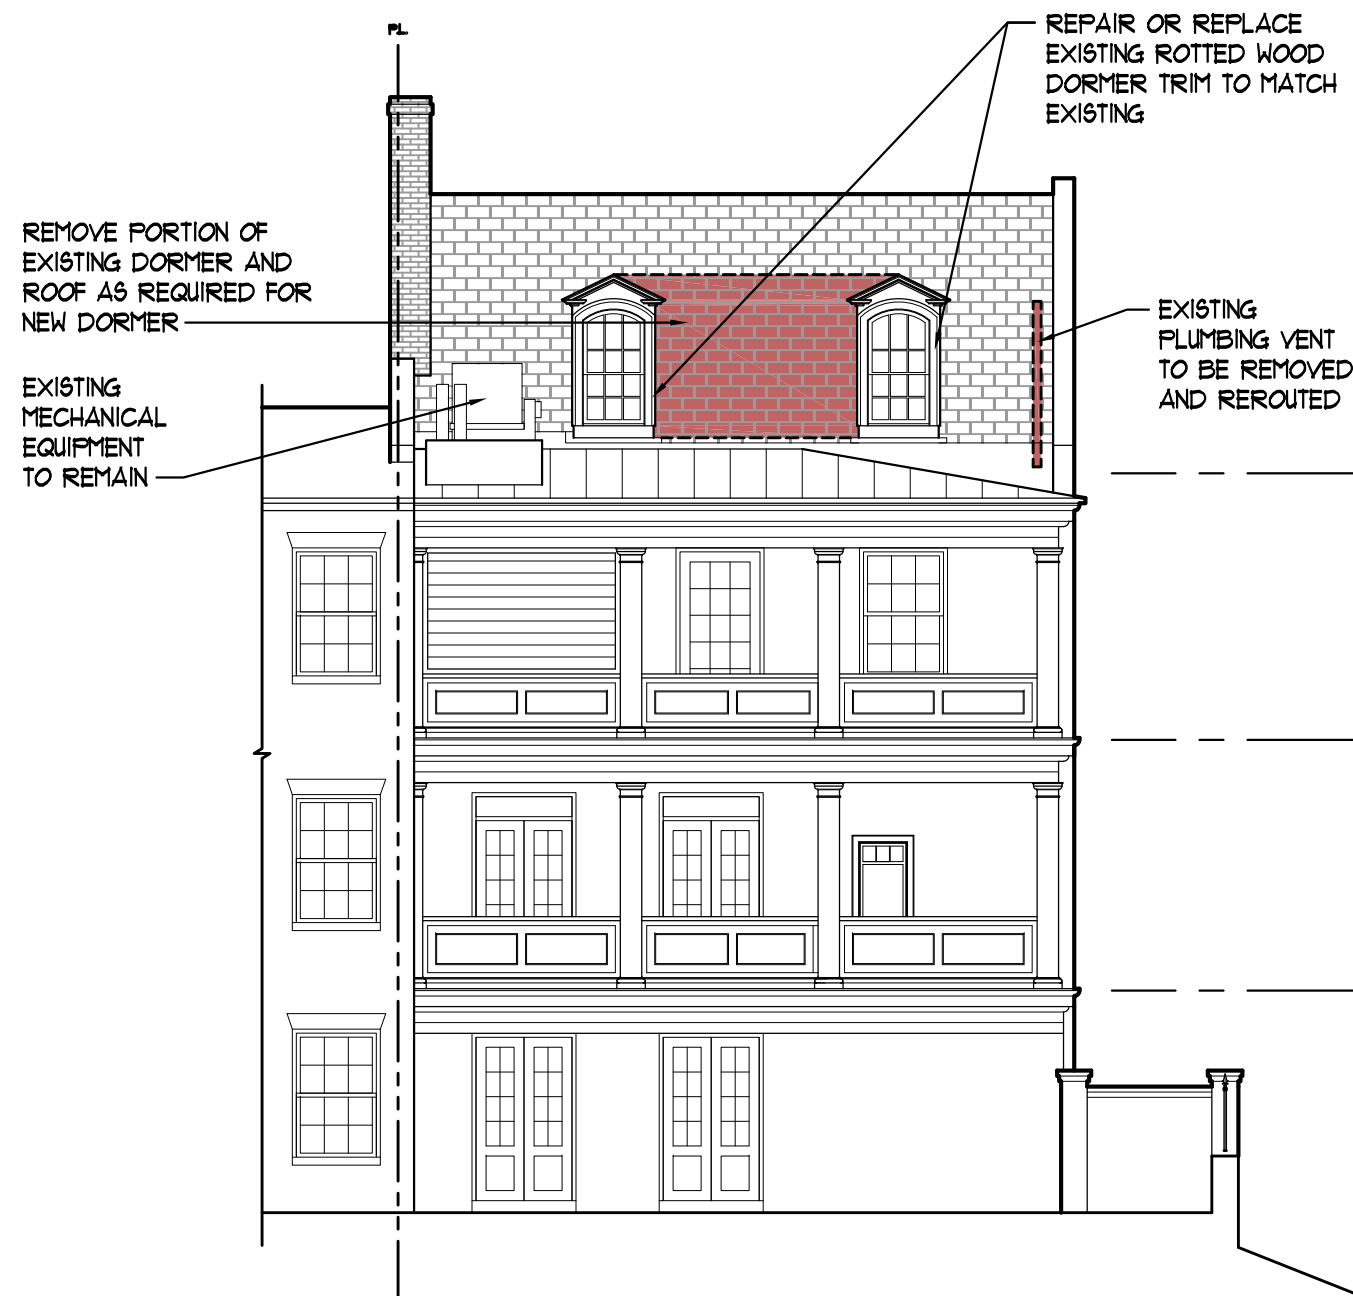 PL
REPAIR OR REPLACE
EXISTING ROTTED WOOD
DORMER TRIM TO MATCH
EXISTING
REMOVE PORTION OF
EXISTING DORMER AND
ROOF AS REQUIRED FOR
NEW DORMER
EXISTING
PLUMBING VENT
TO BE REMOVED
AND REROUTED
EXISTING
MECHANICAL
EQUIPMENT
TO REMAIN